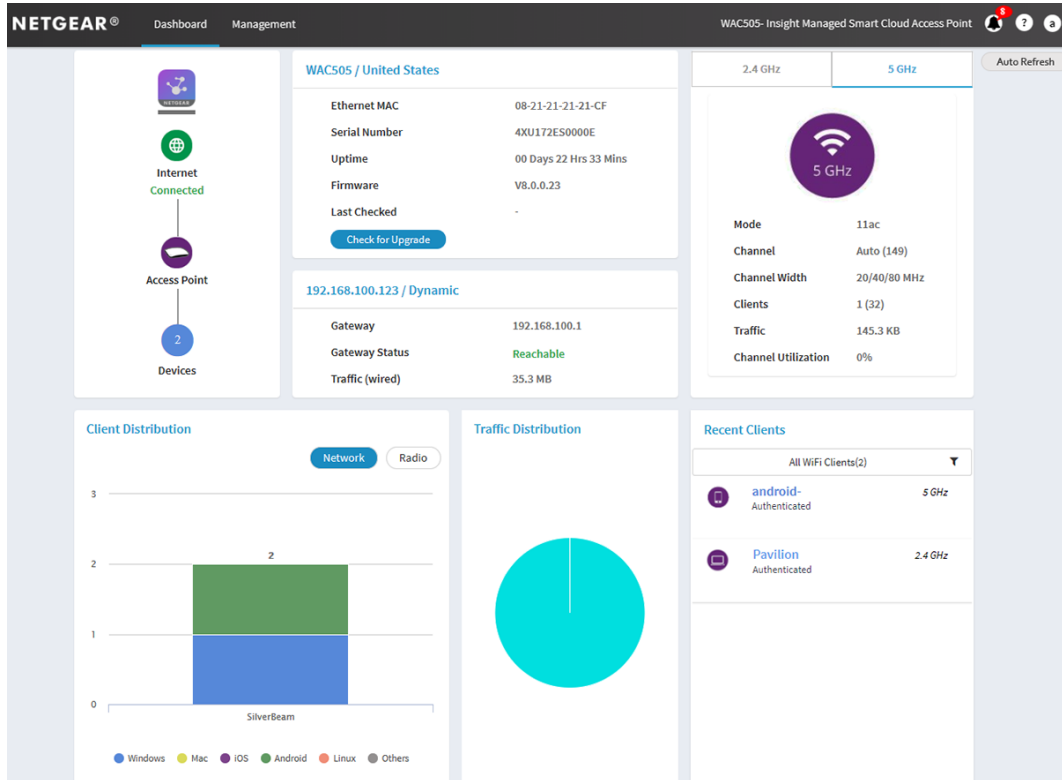 NETGEAR® Dashboard Management WAC505- Insight Managed Smart Cloud Access Point 8 ? a
Auto Refresh
NETGEAR
Internet
Connected
Access Point
2
Devices
WAC505 / United States
Ethernet MAC 08-21-21-21-21-CF
Serial Number 4XU172ES0000E
Uptime 00 Days 22 Hrs 33 Mins
Firmware V8.0.0.23
Last Checked -
Check for Upgrade
192.168.100.123 / Dynamic
Gateway 192.168.100.1
Gateway Status Reachable
Traffic (wired) 35.3 MB
2.4 GHz 5 GHz
5 GHz
Mode 11ac
Channel Auto (149)
Channel Width 20/40/80 MHz
Clients 1 (32)
Traffic 145.3 KB
Channel Utilization 0%
Client Distribution
Network Radio
3
2
2
1
0
SilverBeam
Windows Mac iOS Android Linux Others
Traffic Distribution
Recent Clients
All WiFi Clients(2)
android- 5 GHz
Authenticated
Pavilion 2.4 GHz
Authenticated